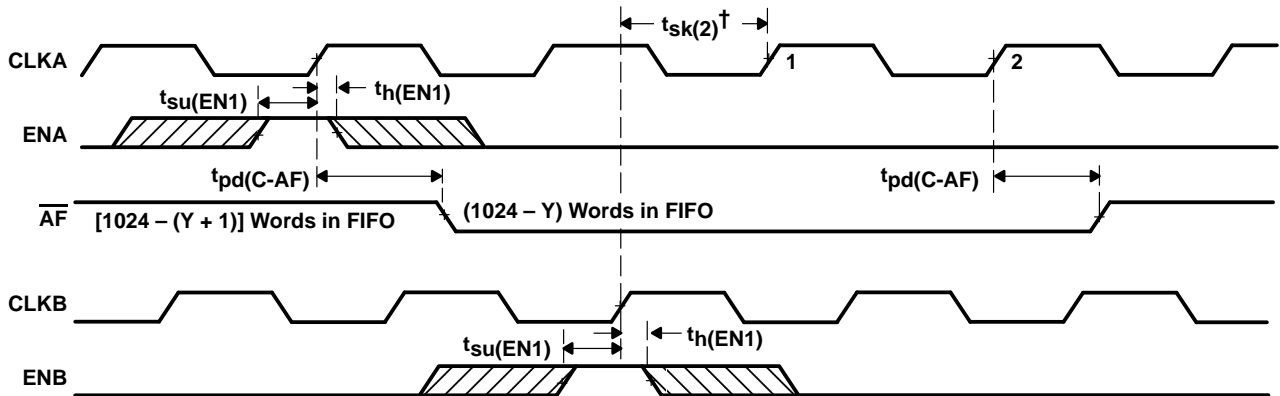 tsk(2)†
CLKA
1
2
tsu(EN1)
th(EN1)
ENA
tpd(C-AF)
tpd(C-AF)
AF
[1024 – (Y + 1)] Words in FIFO
(1024 – Y) Words in FIFO
CLKB
tsu(EN1)
th(EN1)
ENB